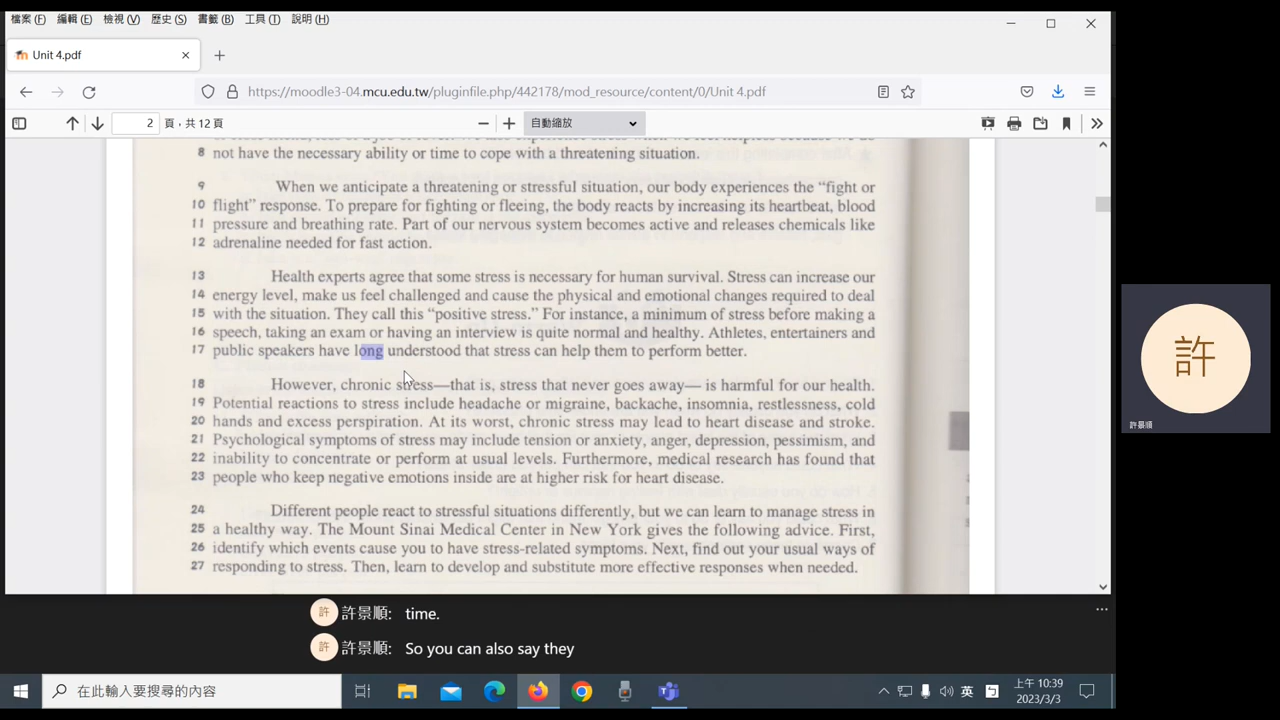 檔案 (F) 編輯 (E) 檢視 (V) 歷史 (S) 書籤 (B) 工具 (T) 說明 (H)
Unit 4.pdf
https://moodle3-04.mcu.edu.tw/pluginfile.php/442178/mod_resource/content/0/Unit 4.pdf
2 頁，共 12 頁 自動縮放
8 not have the necessary ability or time to cope with a threatening situation.
9 When we anticipate a threatening or stressful situation, our body experiences the “fight or
10 flight” response. To prepare for fighting or fleeing, the body reacts by increasing its heartbeat, blood
11 pressure and breathing rate. Part of our nervous system becomes active and releases chemicals like
12 adrenaline needed for fast action.
13 Health experts agree that some stress is necessary for human survival. Stress can increase our
14 energy level, make us feel challenged and cause the physical and emotional changes required to deal
15 with the situation. They call this “positive stress.” For instance, a minimum of stress before making a
16 speech, taking an exam or having an interview is quite normal and healthy. Athletes, entertainers and
17 public speakers have long understood that stress can help them to perform better.
18 However, chronic stress—that is, stress that never goes away— is harmful for our health.
19 Potential reactions to stress include headache or migraine, backache, insomnia, restlessness, cold
20 hands and excess perspiration. At its worst, chronic stress may lead to heart disease and stroke.
21 Psychological symptoms of stress may include tension or anxiety, anger, depression, pessimism, and
22 inability to concentrate or perform at usual levels. Furthermore, medical research has found that
23 people who keep negative emotions inside are at higher risk for heart disease.
24 Different people react to stressful situations differently, but we can learn to manage stress in
25 a healthy way. The Mount Sinai Medical Center in New York gives the following advice. First,
26 identify which events cause you to have stress-related symptoms. Next, find out your usual ways of
27 responding to stress. Then, learn to develop and substitute more effective responses when needed.
許
許景順
許 許景順: time.
許 許景順: So you can also say they
在此輸入要搜尋的文字
英
上午 10:39
2023/3/3